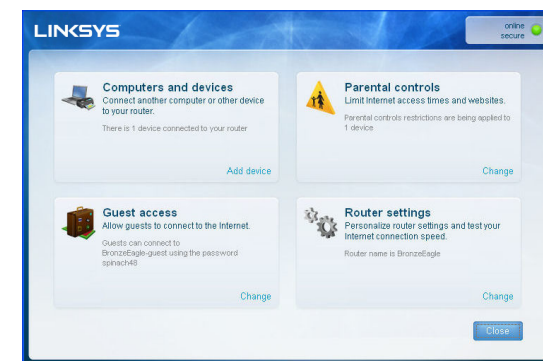 LINKSYS
online
secure
Computers and devices
Connect another computer or other device
to your router.
There is 1 device connected to your router
Add device
Parental controls
Limit Internet access times and websites.
Parental controls restrictions are being applied to
1 device
Change
Guest access
Allow guests to connect to the Internet.
Guests can connect to
BronzeEagle-guest using the password
spinach48
Change
Router settings
Personalize router settings and test your
Internet connection speed.
Router name is BronzeEagle
Change
Close